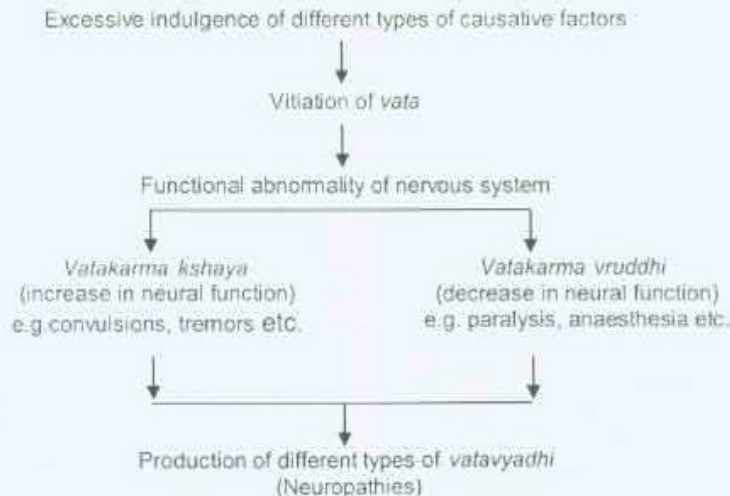 Excessive indulgence of different types of causative factors
Vitiation of vata
Functional abnormality of nervous system
Vatakarma kshaya
(increase in neural function)
e.g convulsions, tremors etc.
Vatakarma vruddhi
(decrease in neural function)
e.g. paralysis, anaesthesia etc.
Production of different types of vatavyadhi
(Neuropathies)